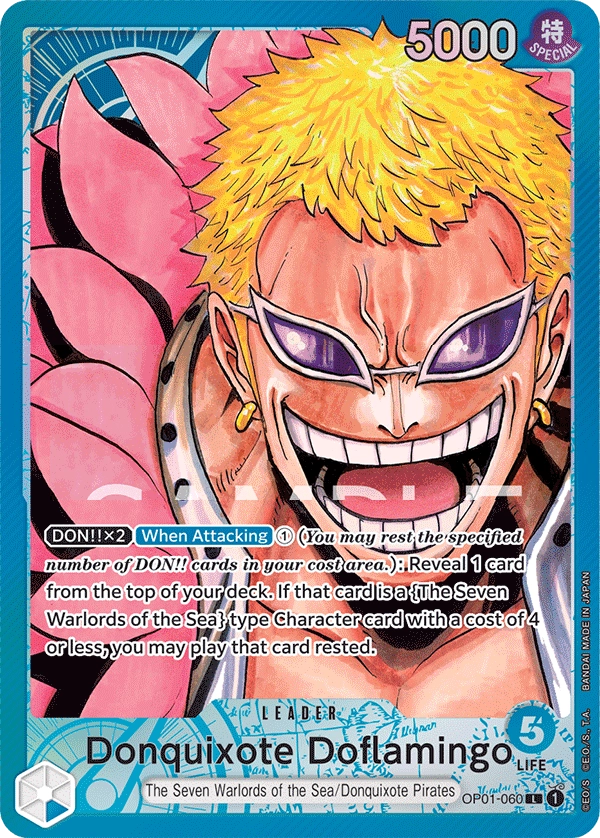 5000
特
SPECIAL
SAMPLE
DON!!×2 When Attacking ① (You may rest the specified
number of DON!! cards in your cost area.): Reveal 1 card
from the top of your deck. If that card is a {The Seven
Warlords of the Sea} type Character card with a cost of 4
or less, you may play that card rested.
LEADER
Donquixote Doflamingo
5
LIFE
The Seven Warlords of the Sea/Donquixote Pirates
OP01-060 L 1
©E.O/S ©E.O./S., T.A. BANDAI MADE IN JAPAN